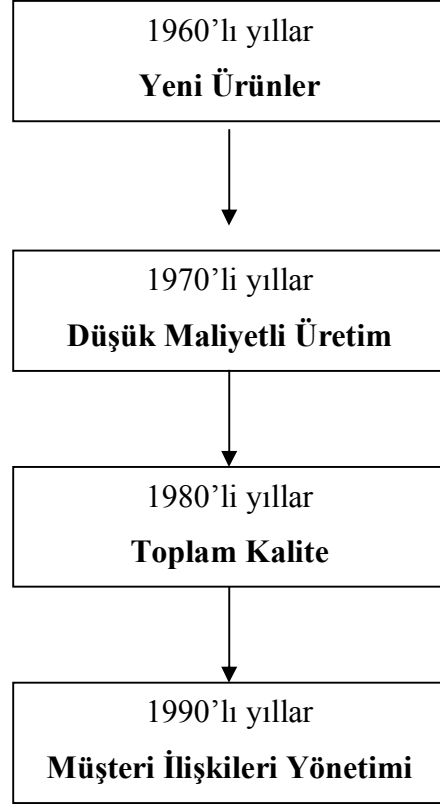 1960’lı yıllar
Yeni Ürünler
1970’li yıllar
Düşük Maliyetli Üretim
1980’li yıllar
Toplam Kalite
1990’lı yıllar
Müşteri İlişkileri Yönetimi